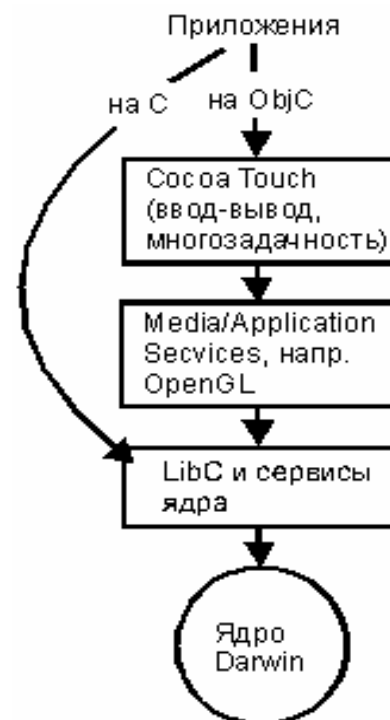 Приложения
на C на ObjC
Cocoa Touch
(ввод-вывод,
многозадачность)
Media/Application
Secvices, напр.
OpenGL
LibC и сервисы
ядра
Ядро
Darwin